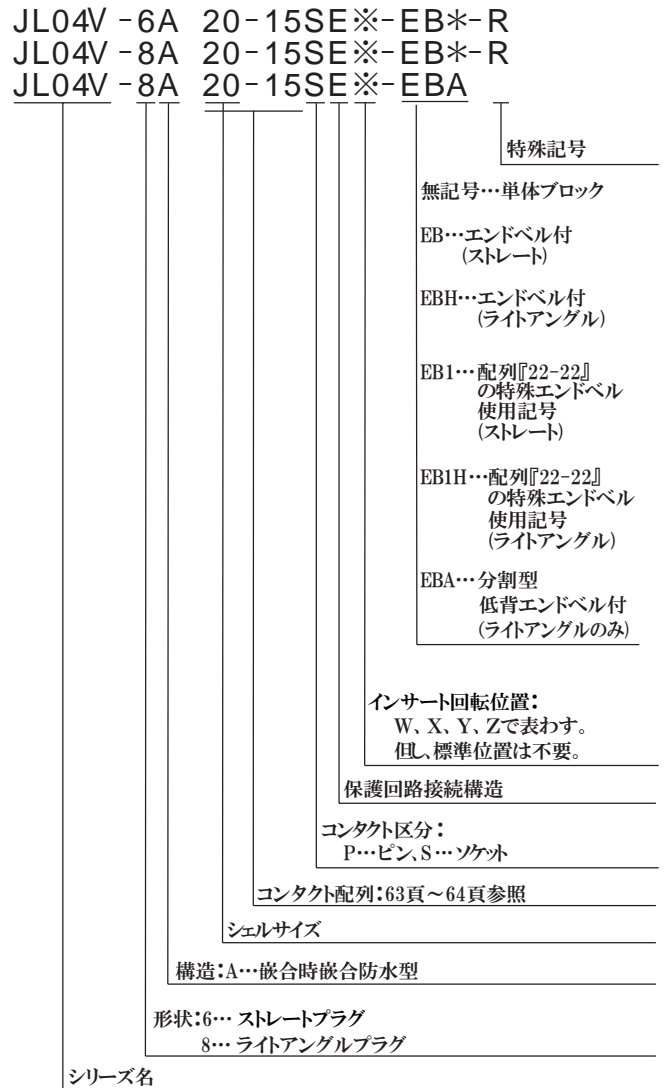 JL04V-6A 20-15SE※-EB*-R
JL04V-8A 20-15SE※-EB*-R
JL04V-8A 20-15SE※-EBA
特殊記号
無記号…単体ブロック
EB…エンドベル付
(ストレート)
EBH…エンドベル付
(ライトアングル)
EB1…配列『22-22』
の特殊エンドベル
使用記号
(ストレート)
EB1H…配列『22-22』
の特殊エンドベル
使用記号
(ライトアングル)
EBA…分割型
低背エンドベル付
(ライトアングルのみ)
インサート回転位置:
W、X、Y、Zで表わす。
但し、標準位置は不要。
保護回路接続構造
コンタクト区分:
P…ピン、S…ソケット
コンタクト配列:63頁〜64頁参照
シェルサイズ
構造:A…嵌合時嵌合防水型
形状:6…ストレートプラグ
8…ライトアングルプラグ
シリーズ名